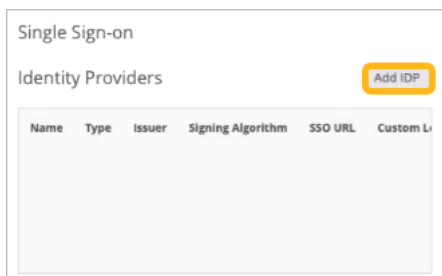 Single Sign-on
Identity Providers Add IDP
Name Type Issuer Signing Algorithm SSO URL Custom